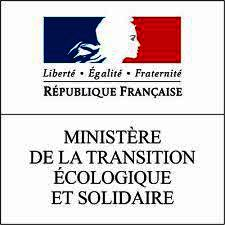 Liberté • Égalité • Fraternité
RÉPUBLIQUE FRANÇAISE
MINISTÈRE
DE LA TRANSITION
ÉCOLOGIQUE
ET SOLIDAIRE